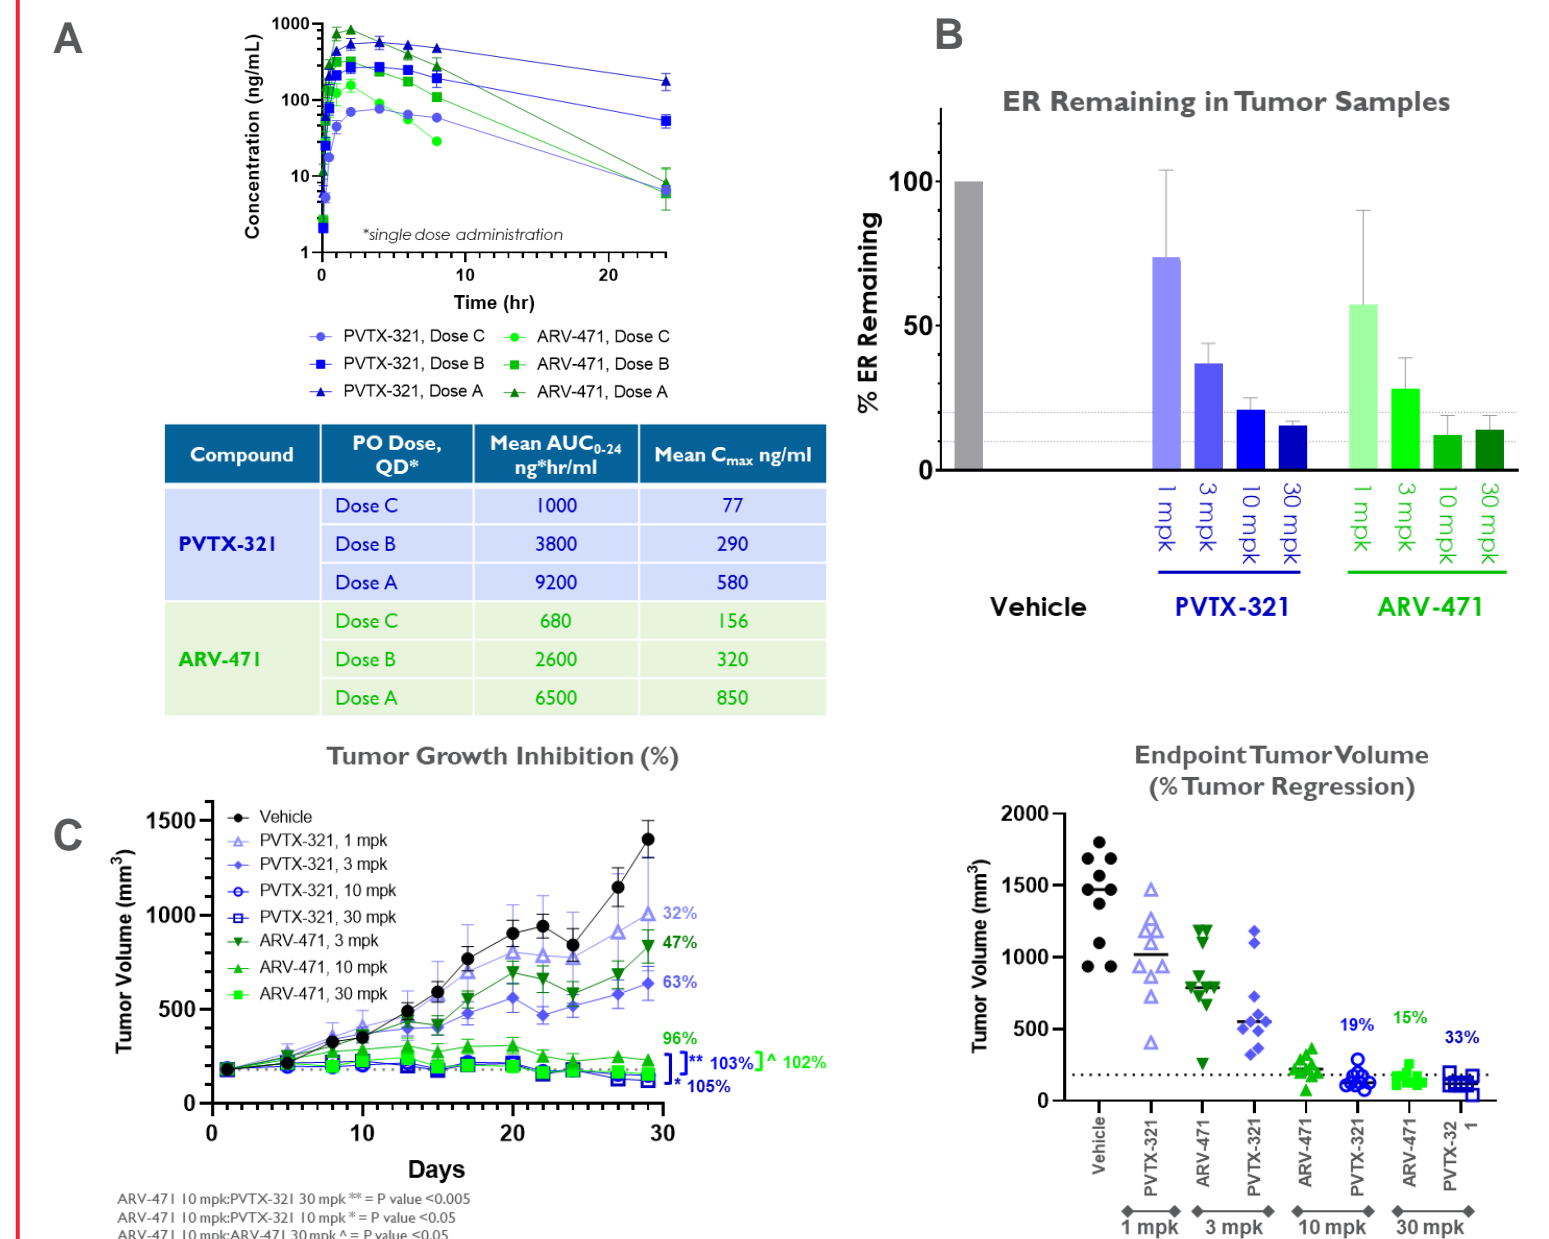 A
1000
100
10
1
Concentration (ng/mL)
*single dose administration
0
10
20
Time (hr)
PVTX-321, Dose C
ARV-471, Dose C
PVTX-321, Dose B
ARV-471, Dose B
PVTX-321, Dose A
ARV-471, Dose A
Compound
PO Dose, QD*
Mean AUC0-24 ng*hr/ml
Mean Cmax ng/ml
PVTX-321
Dose C
1000
77
Dose B
3800
290
Dose A
9200
580
ARV-471
Dose C
680
156
Dose B
2600
320
Dose A
6500
850
B
ER Remaining in Tumor Samples
% ER Remaining
100
50
0
1 mpk
3 mpk
10 mpk
30 mpk
1 mpk
3 mpk
10 mpk
30 mpk
Vehicle
PVTX-321
ARV-471
C
Tumor Growth Inhibition (%)
Tumor Volume (mm3)
1500
1000
500
0
Vehicle
PVTX-321, 1 mpk
PVTX-321, 3 mpk
PVTX-321, 10 mpk
PVTX-321, 30 mpk
ARV-471, 3 mpk
ARV-471, 10 mpk
ARV-471, 30 mpk
32%
47%
63%
96%
** 103%
^ 102%
* 105%
0
10
20
30
Days
ARV-471 10 mpk:PVTX-321 30 mpk ** = P value <0.005
ARV-471 10 mpk:PVTX-321 10 mpk * = P value <0.05
ARV-471 10 mpk:ARV-471 30 mpk ^ = P value <0.05
Endpoint Tumor Volume
(% Tumor Regression)
Tumor Volume (mm3)
2000
1500
1000
500
0
19%
15%
33%
Vehicle
PVTX-321
ARV-471
PVTX-321
ARV-471
PVTX-321
ARV-471
PVTX-32
1
1 mpk
3 mpk
10 mpk
30 mpk